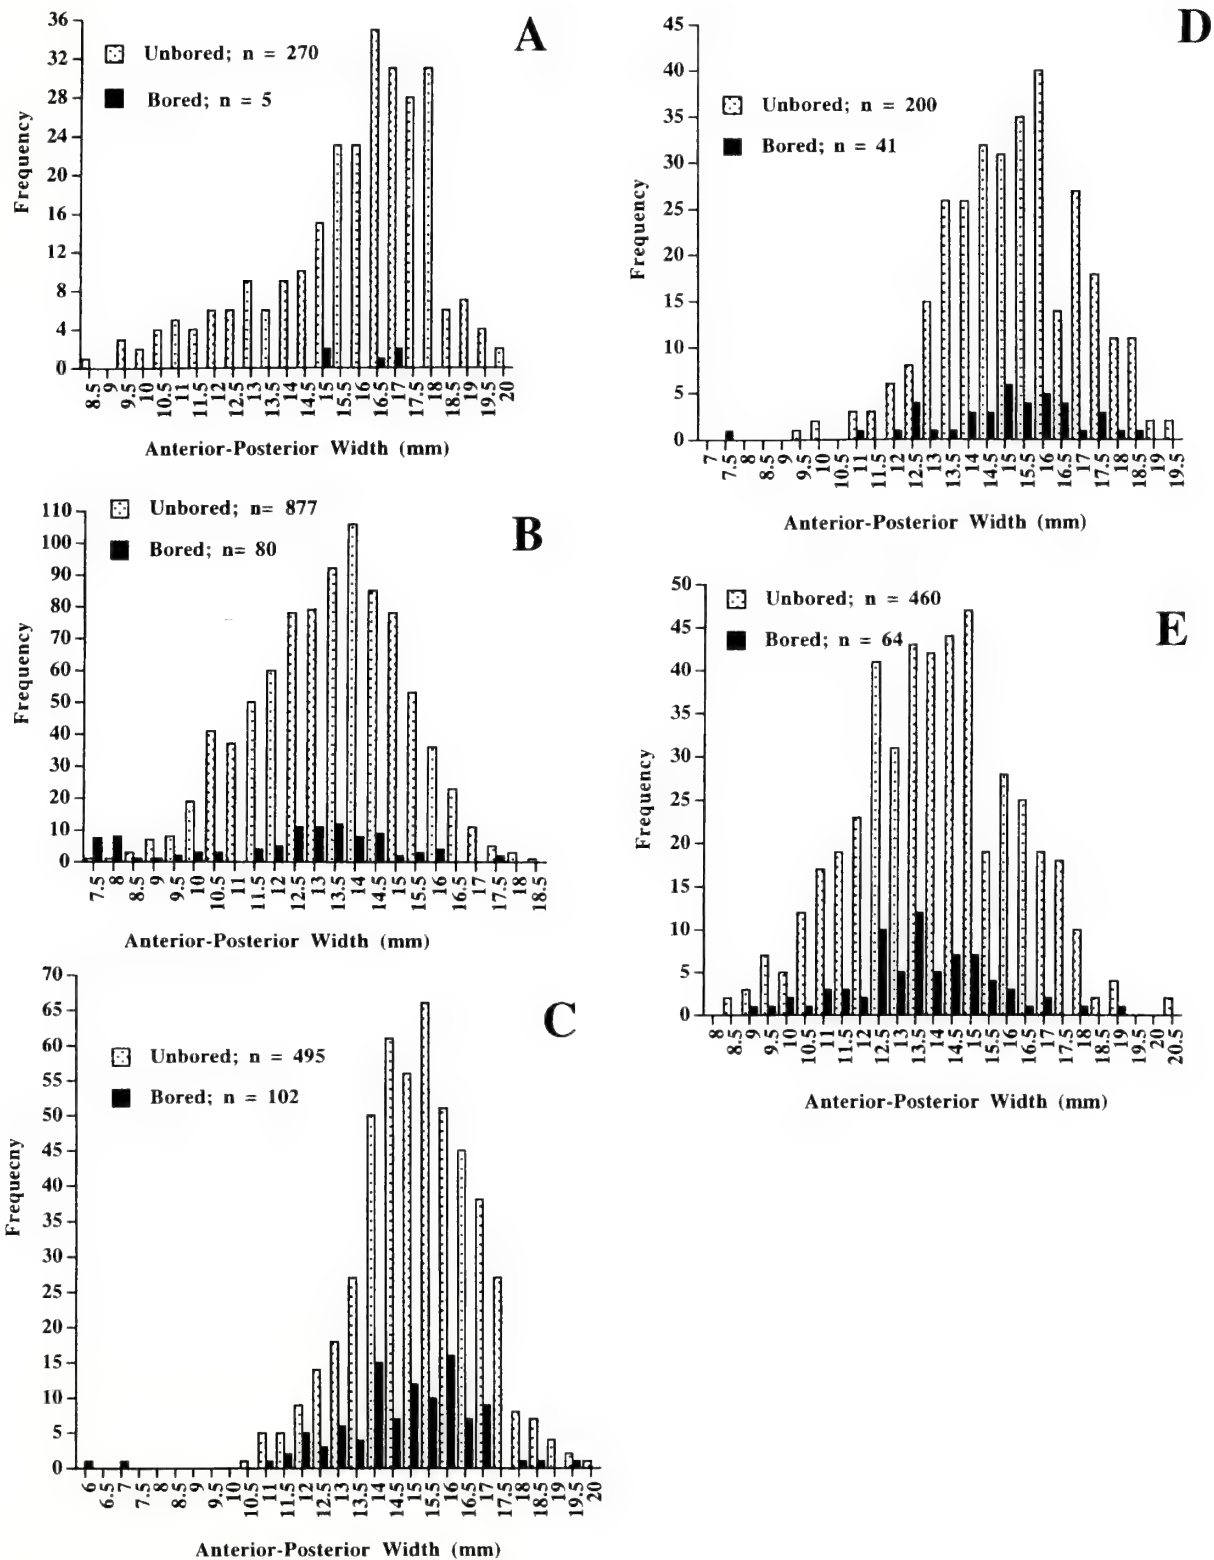 A
Unbored; n = 270
Bored; n = 5
Frequency
36
32
28
24
20
16
12
8
4
0
8.5 9 9.5 10 10.5 11 11.5 12 12.5 13 13.5 14 14.5 15 15.5 16 16.5 17 17.5 18 18.5 19 19.5 20
Anterior-Posterior Width (mm)
B
Unbored; n= 877
Bored; n= 80
Frequency
110
100
90
80
70
60
50
40
30
20
10
0
7.5 8 8.5 9 9.5 10 10.5 11 11.5 12 12.5 13 13.5 14 14.5 15 15.5 16 16.5 17 17.5 18 18.5
Anterior-Posterior Width (mm)
C
Unbored; n = 495
Bored; n = 102
Frequecny
70
65
60
55
50
45
40
35
30
25
20
15
10
5
0
6 6.5 7 7.5 8 8.5 9 9.5 10 10.5 11 11.5 12 12.5 13 13.5 14 14.5 15 15.5 16 16.5 17 17.5 18 18.5 19 19.5 20
Anterior-Posterior Width (mm)
D
Unbored; n = 200
Bored; n = 41
Frequency
45
40
35
30
25
20
15
10
5
0
7 7.5 8 8.5 9 9.5 10 10.5 11 11.5 12 12.5 13 13.5 14 14.5 15 15.5 16 16.5 17 17.5 18 18.5 19 19.5
Anterior-Posterior Width (mm)
E
Unbored; n = 460
Bored; n = 64
Frequency
50
45
40
35
30
25
20
15
10
5
0
8 8.5 9 9.5 10 10.5 11 11.5 12 12.5 13 13.5 14 14.5 15 15.5 16 16.5 17 17.5 18 18.5 19 19.5 20 20.5
Anterior-Posterior Width (mm)